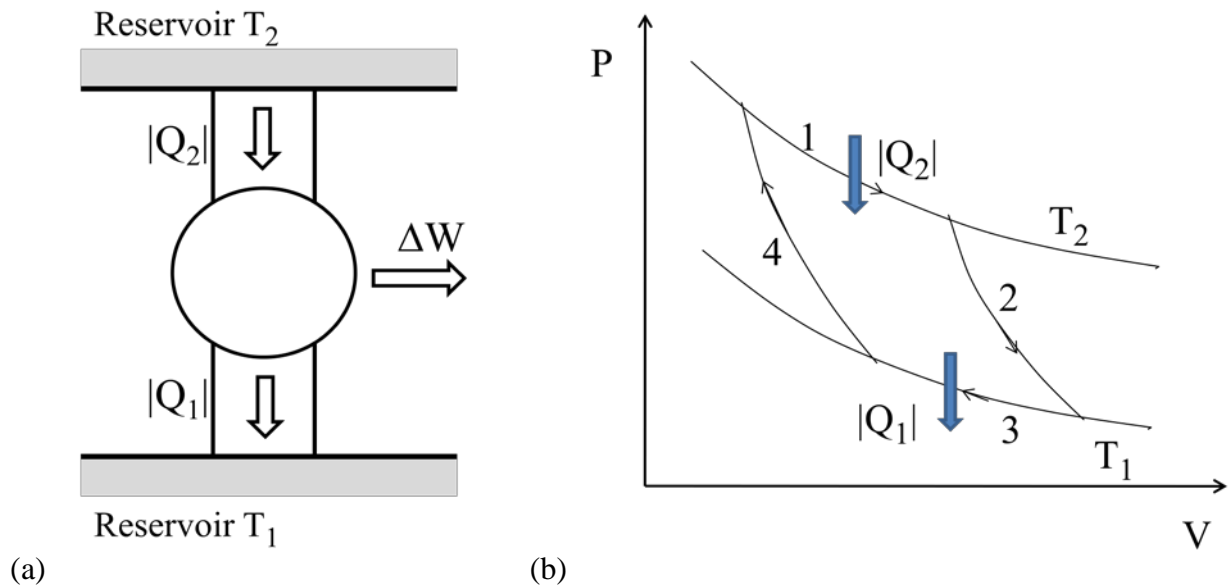 Reservoir T₂
|Q₂|
ΔW
|Q₁|
Reservoir T₁
(a)
P
1
|Q₂|
T₂
4
2
|Q₁|
3
T₁
V
(b)